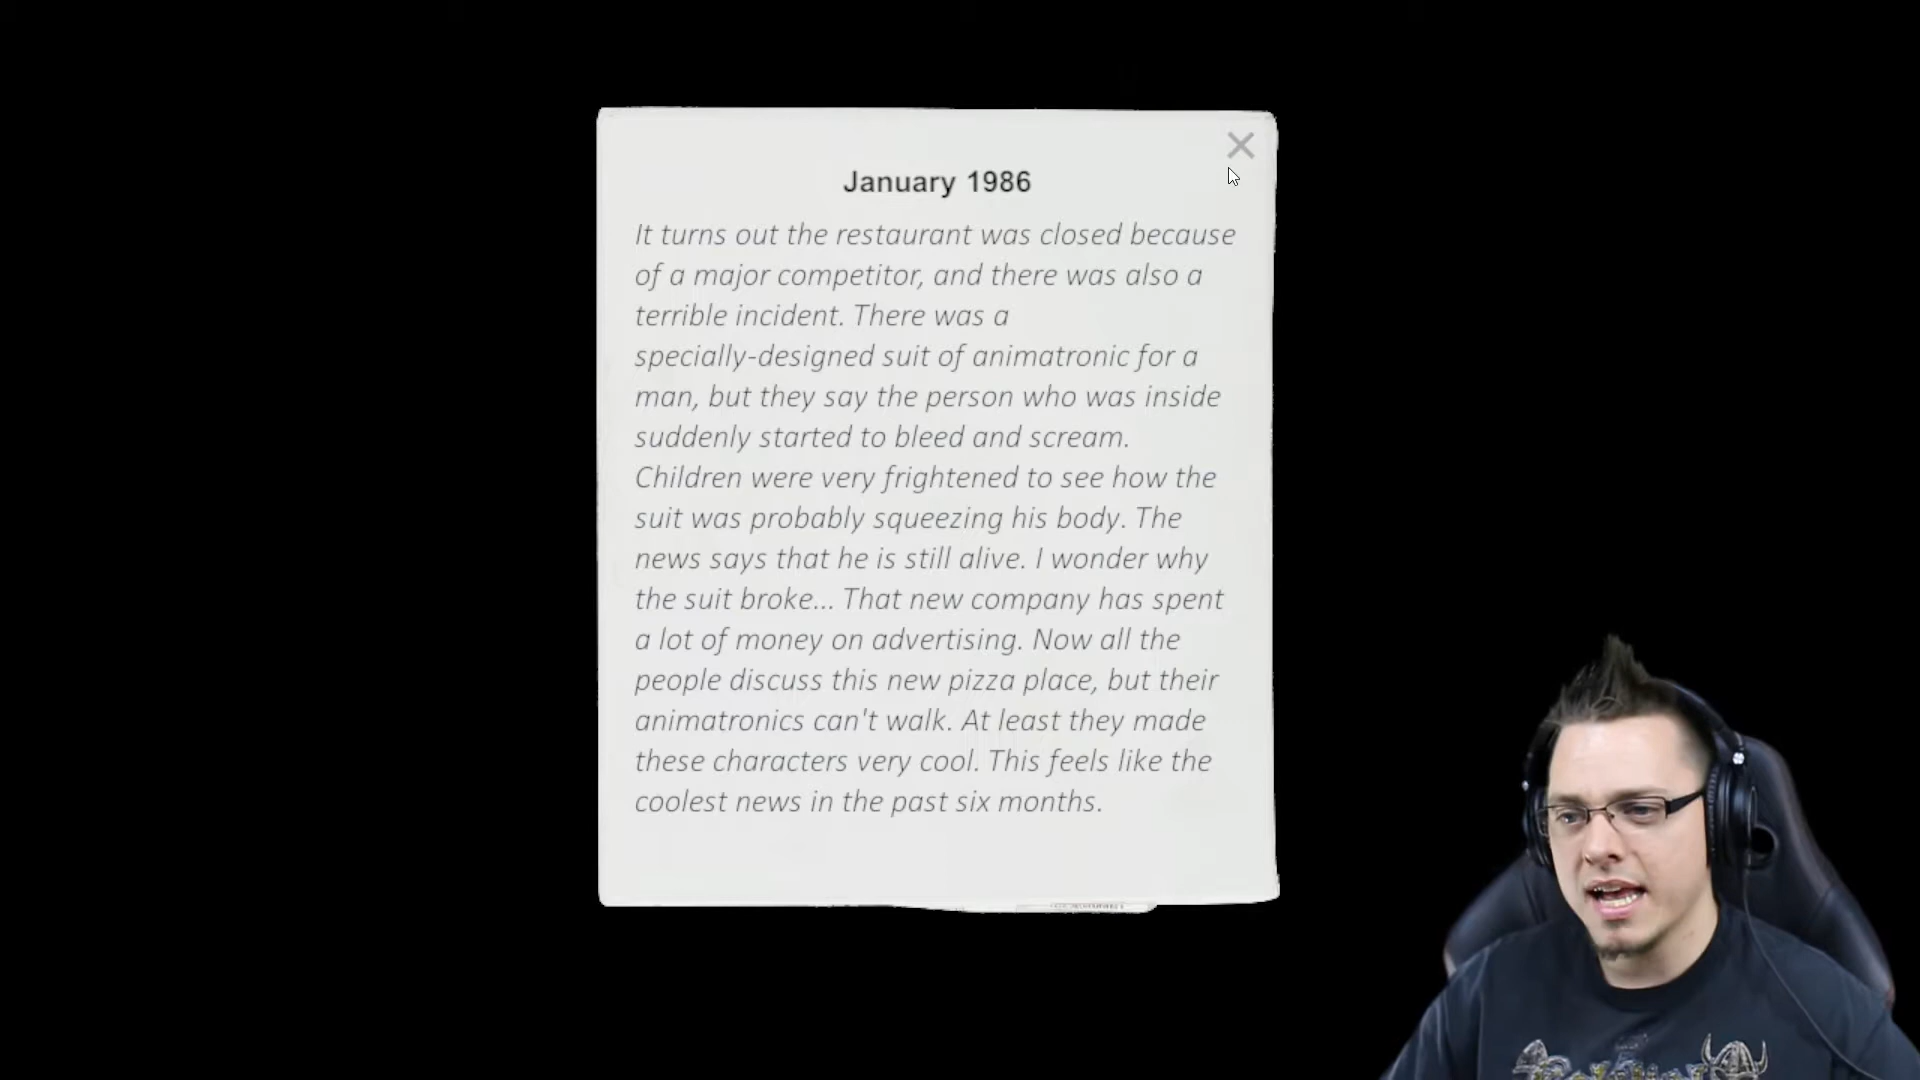 January 1986
It turns out the restaurant was closed because
of a major competitor, and there was also a
terrible incident. There was a
specially-designed suit of animatronic for a
man, but they say the person who was inside
suddenly started to bleed and scream.
Children were very frightened to see how the
suit was probably squeezing his body. The
news says that he is still alive. I wonder why
the suit broke... That new company has spent
a lot of money on advertising. Now all the
people discuss this new pizza place, but their
animatronics can't walk. At least they made
these characters very cool. This feels like the
coolest news in the past six months.